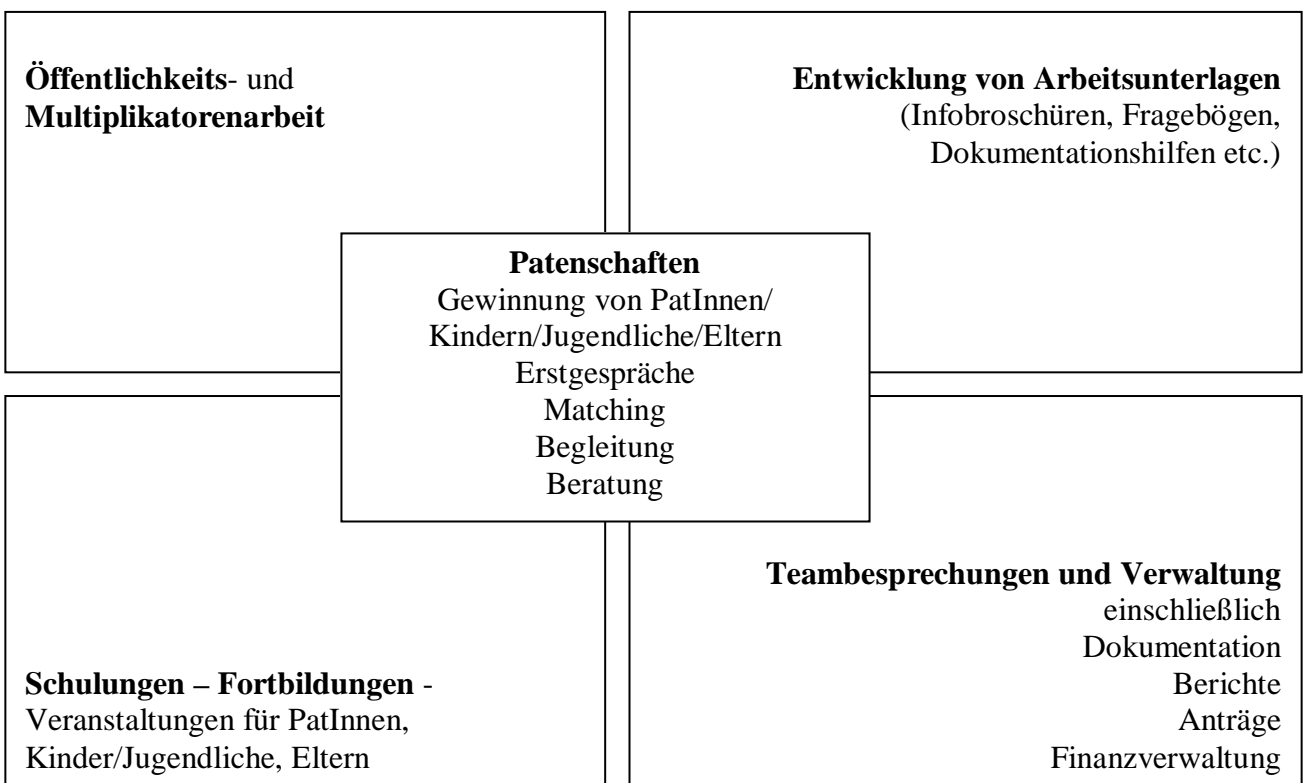 Öffentlichkeits- und
Multiplikatorenarbeit
Entwicklung von Arbeitsunterlagen
(Infobroschüren, Fragebögen,
Dokumentationshilfen etc.)
Patenschaften
Gewinnung von PatInnen/
Kindern/Jugendliche/Eltern
Erstgespräche
Matching
Begleitung
Beratung
Schulungen – Fortbildungen -
Veranstaltungen für PatInnen,
Kinder/Jugendliche, Eltern
Teambesprechungen und Verwaltung
einschließlich
Dokumentation
Berichte
Anträge
Finanzverwaltung